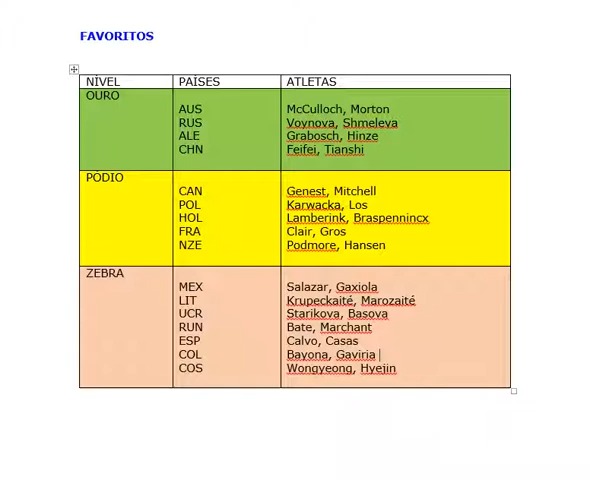 FAVORITOS
NÍVEL PAÍSES ATLETAS
OURO
AUS McCulloch, Morton
RUS Voynova, Shmeleva
ALE Grabosch, Hinze
CHN Feifei, Tianshi
PÓDIO
CAN Genest, Mitchell
POL Karwacka, Los
HOL Lamberink, Braspennincx
FRA Clair, Gros
NZE Podmore, Hansen
ZEBRA
MEX Salazar, Gaxiola
LIT Krupeckaité, Marozaité
UCR Starikova, Basova
RUN Bate, Marchant
ESP Calvo, Casas
COL Bayona, Gaviria
COS Wongyeong, Hyejin